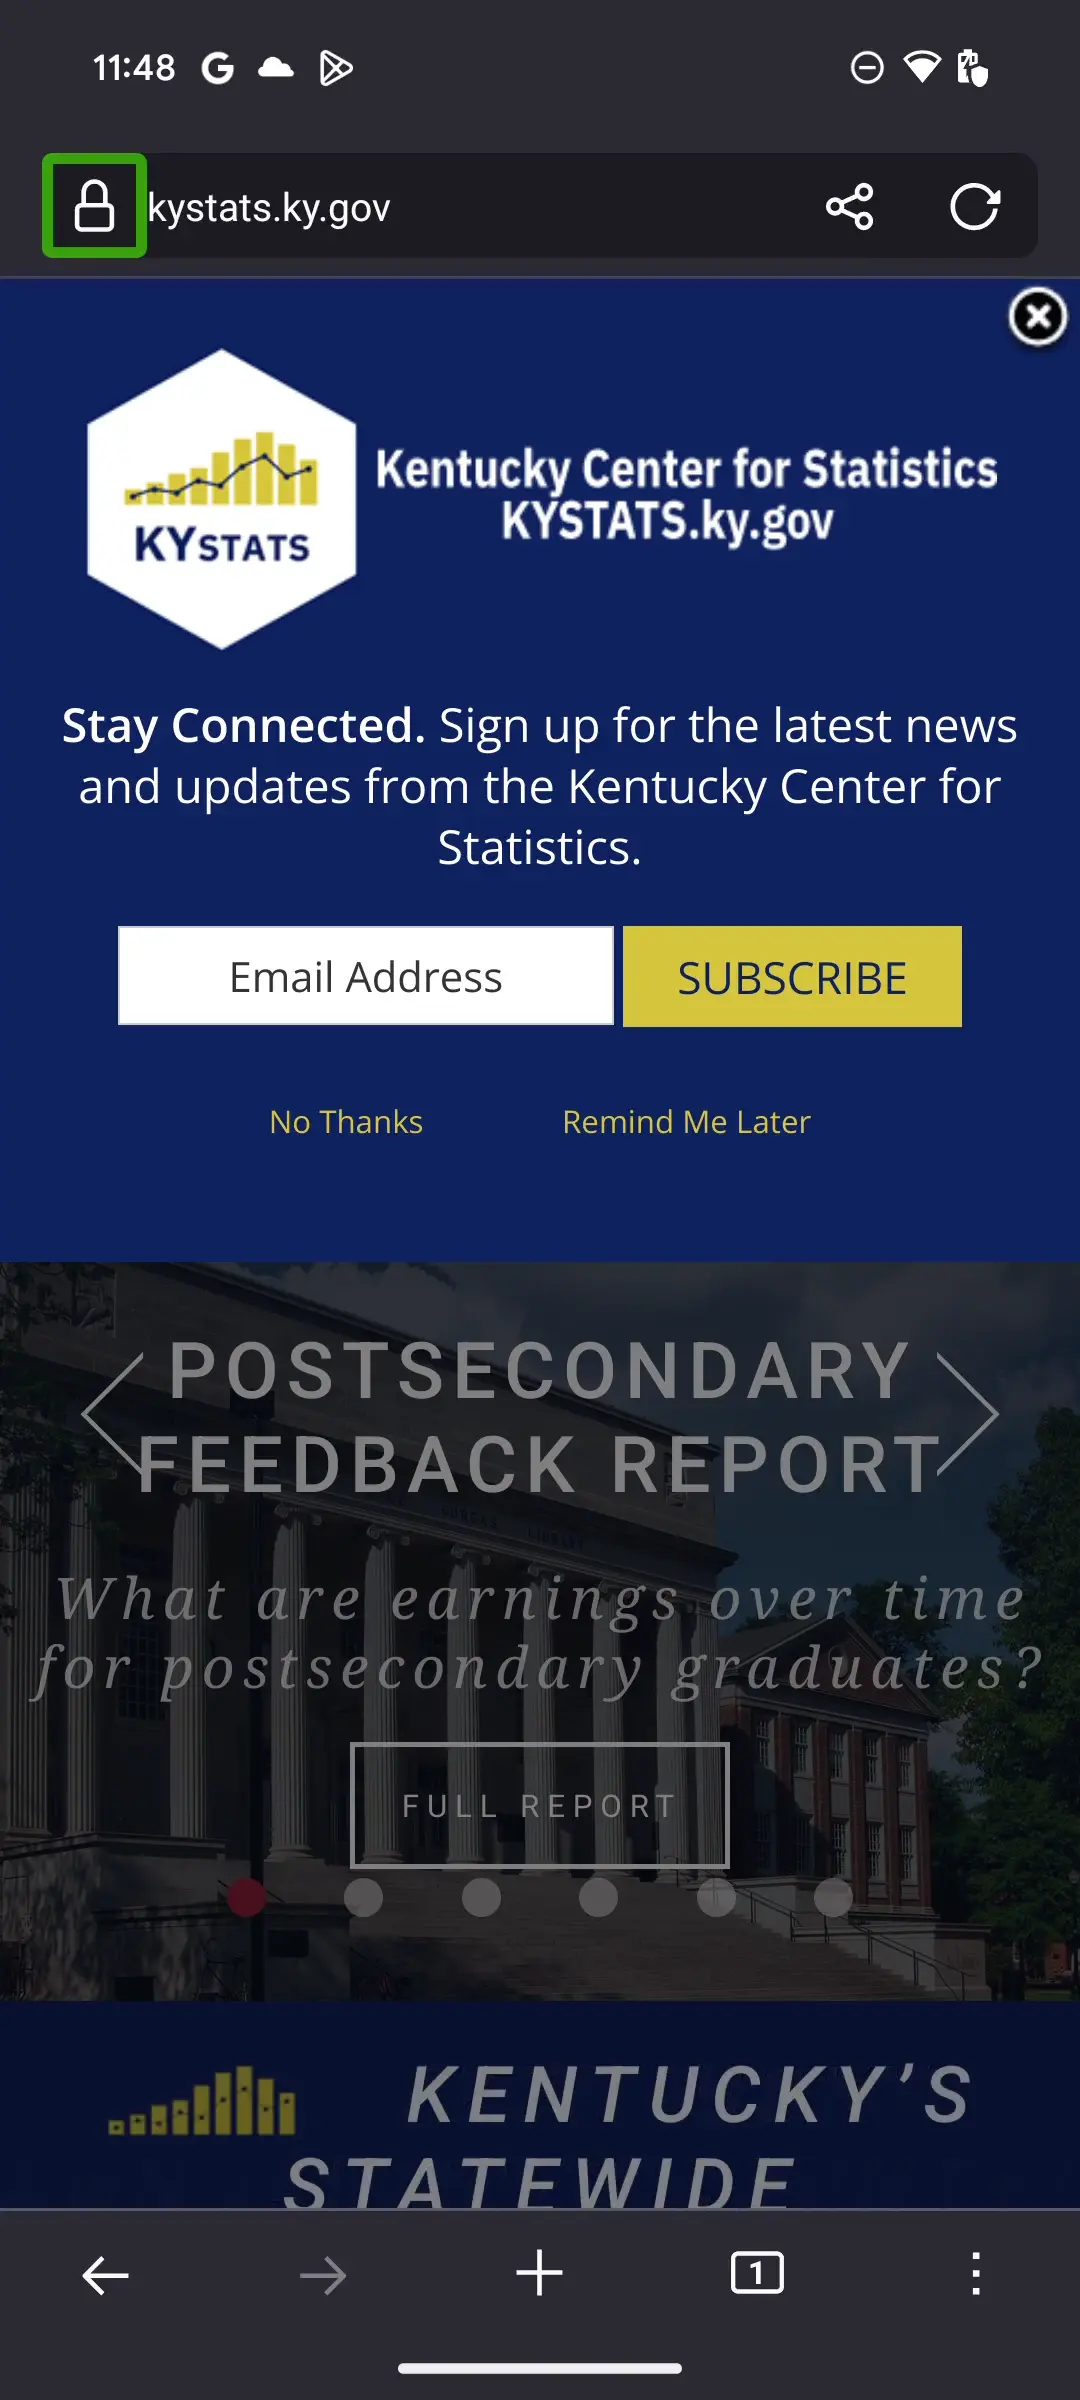 11:48
kystats.ky.gov
KYSTATS
Kentucky Center for Statistics
KYSTATS.ky.gov
Stay Connected. Sign up for the latest news
and updates from the Kentucky Center for
Statistics.
Email Address
SUBSCRIBE
No Thanks
Remind Me Later
POSTSECONDARY
FEEDBACK REPORT
What are earnings over time
for postsecondary graduates?
FULL REPORT
KENTUCKY'S
STATEWIDE
1